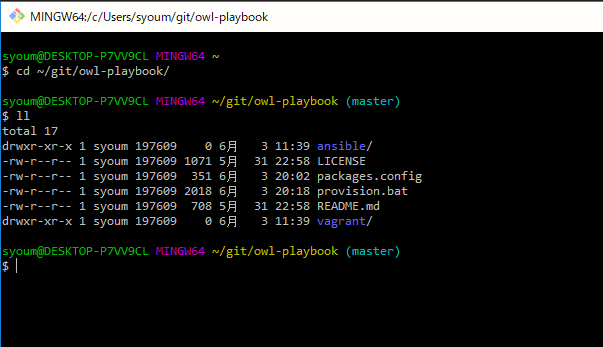 MINGW64:/c/Users/syoum/git/owl-playbook
syoum@DESKTOP-P7VV9CL MINGW64 ~
$ cd ~/git/owl-playbook/
syoum@DESKTOP-P7VV9CL MINGW64 ~/git/owl-playbook (master)
$ ll
total 17
drwxr-xr-x 1 syoum 197609    0 6月   3 11:39 ansible/
-rw-r--r-- 1 syoum 197609 1071 5月  31 22:58 LICENSE
-rw-r--r-- 1 syoum 197609  351 6月   3 20:02 packages.config
-rw-r--r-- 1 syoum 197609 2018 6月   3 20:18 provision.bat
-rw-r--r-- 1 syoum 197609  708 5月  31 22:58 README.md
drwxr-xr-x 1 syoum 197609    0 6月   3 11:39 vagrant/
syoum@DESKTOP-P7VV9CL MINGW64 ~/git/owl-playbook (master)
$